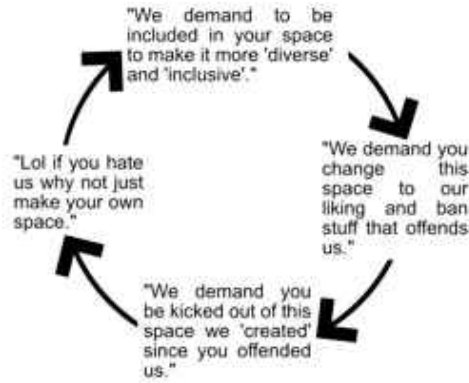 "We demand to be
included in your space
to make it more 'diverse'
and 'inclusive'."
"We demand you
change this
space to our
liking and ban
stuff that offends
us."
"We demand you
be kicked out of this
space we 'created'
since you offended
us."
"Lol if you hate
us why not just
make your own
space."